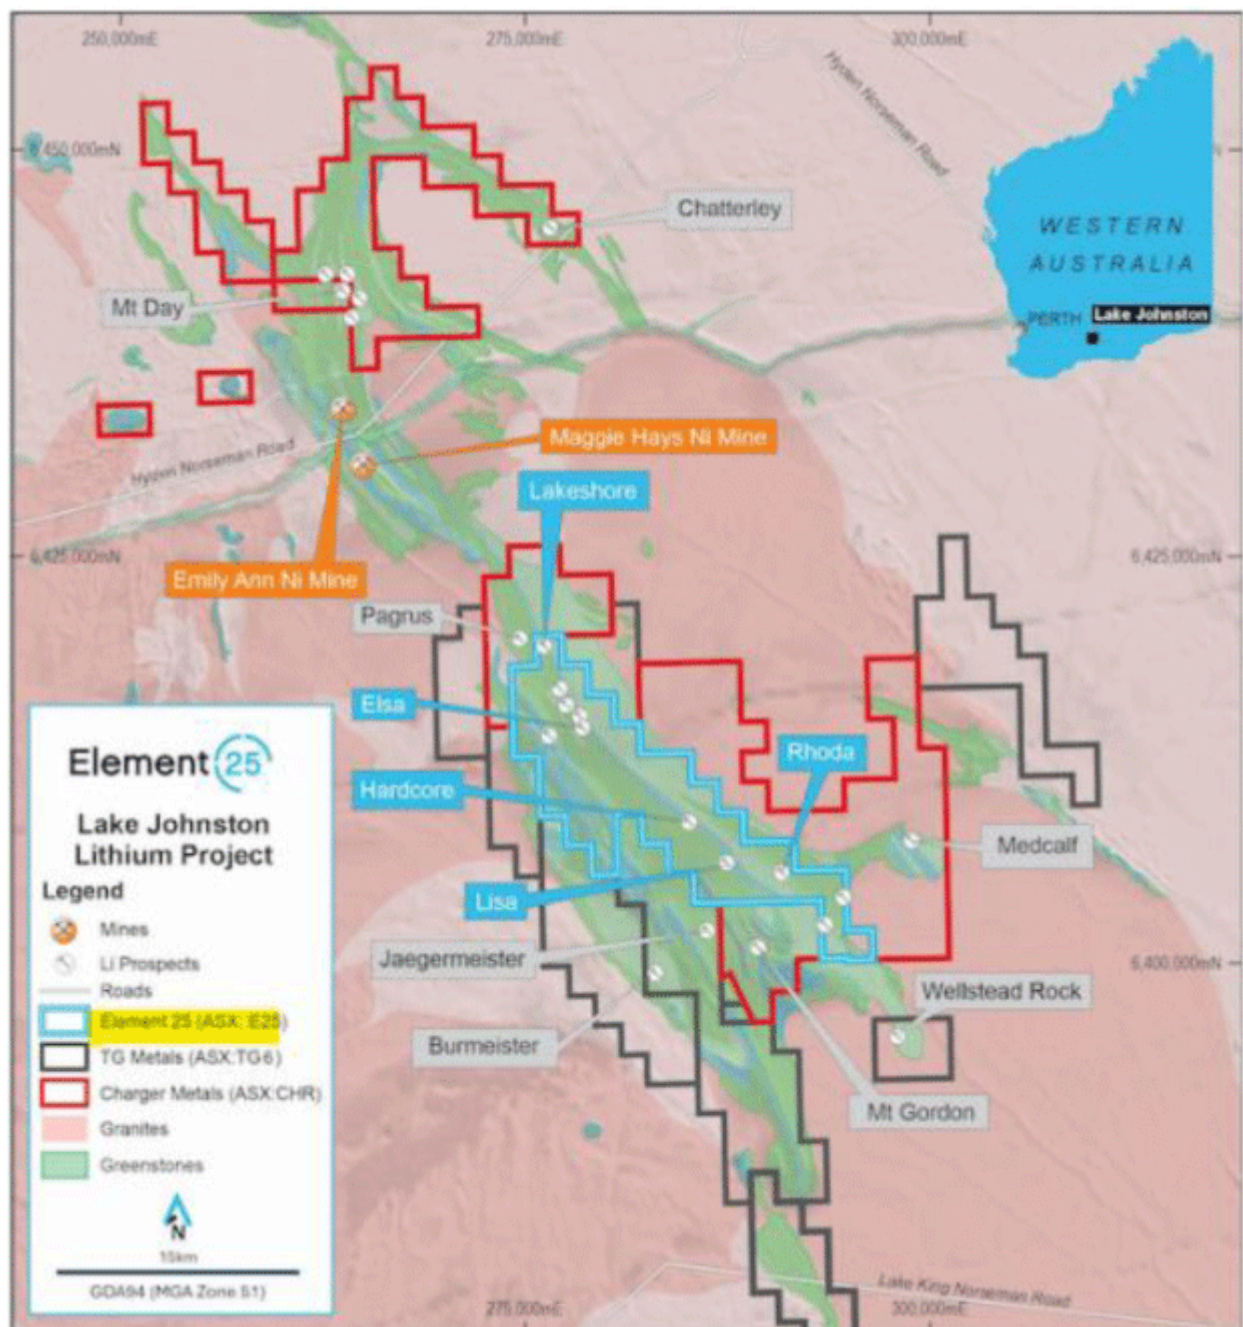 250,000mE
275,000mE
300,000mE
Hyden Norseman Road
6,450,000mN
WESTERN
AUSTRALIA
PERTH
Lake Johnston
Chatterley
Mt Day
Hyden Norseman Road
Maggie Hays Ni Mine
Lakeshore
6,425,000mN
6,425,000mN
Emily Ann Ni Mine
Pagrus
Elsa
Rhoda
Hardcore
Medcalf
Lisa
Jaegermeister
6,400,000mN
Wellstead Rock
Burmeister
Mt Gordon
Element 25
Lake Johnston
Lithium Project
Legend
Mines
Li Prospects
Roads
Element 25 (ASX: E25)
TG Metals (ASX:TG6)
Charger Metals (ASX:CHR)
Granites
Greenstones
N
15km
GDA94 (MGA Zone 51)
275,000mE
300,000mE
Lake King Norseman Road